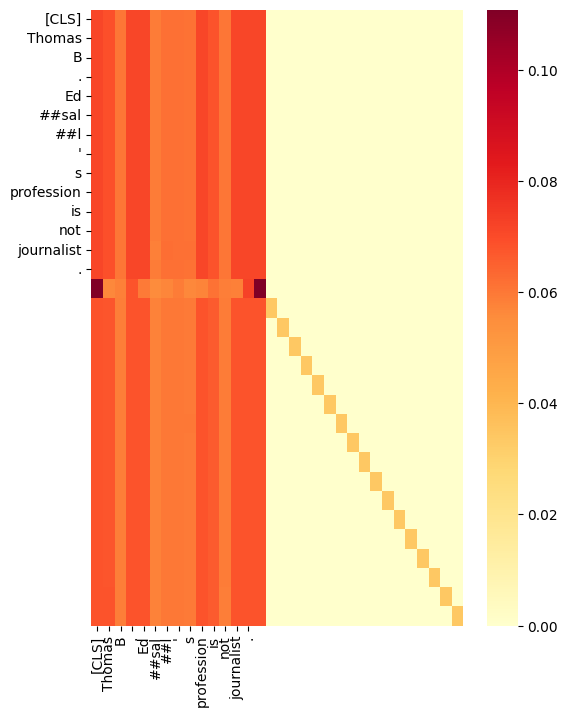 [CLS]
Thomas
B
.
Ed
##sal
##l
'
s
profession
is
not
journalist
.
0.10
0.08
0.06
0.04
0.02
0.00
[CLS]
Thomas
B
.
Ed
##sal
##l
'
s
profession
is
not
journalist
.